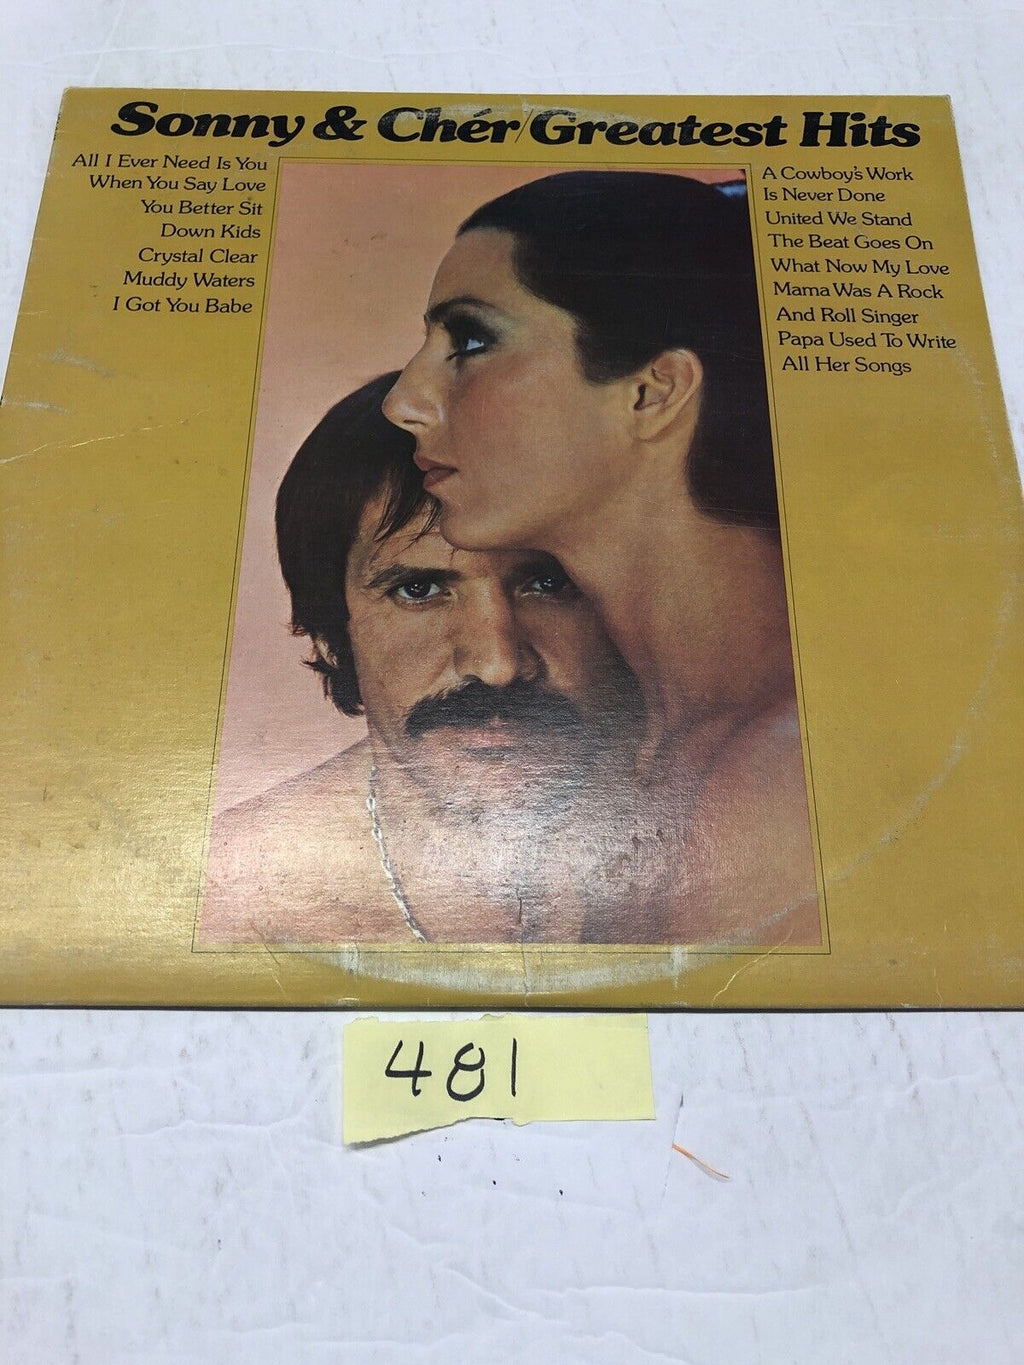 Sonny & Chér/Greatest Hits
All I Ever Need Is You
When You Say Love
You Better Sit
Down Kids
Crystal Clear
Muddy Waters
I Got You Babe
A Cowboy's Work
Is Never Done
United We Stand
The Beat Goes On
What Now My Love
Mama Was A Rock
And Roll Singer
Papa Used To Write
All Her Songs
481